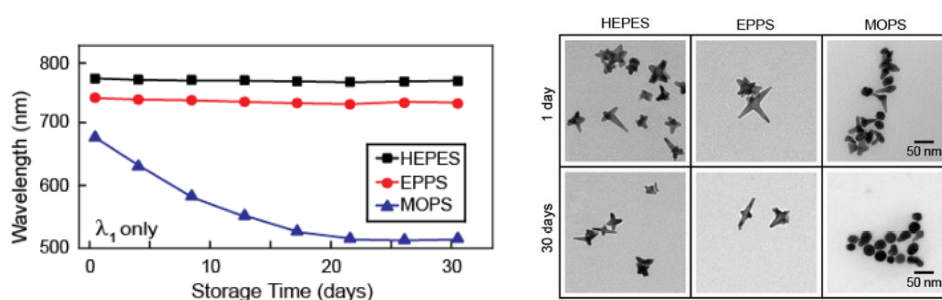 800
700
600
500
Wavelength (nm)
HEPES
EPPS
MOPS
λ1 only
0
10
20
30
Storage Time (days)
HEPES
EPPS
MOPS
1 day
50 nm
30 days
50 nm